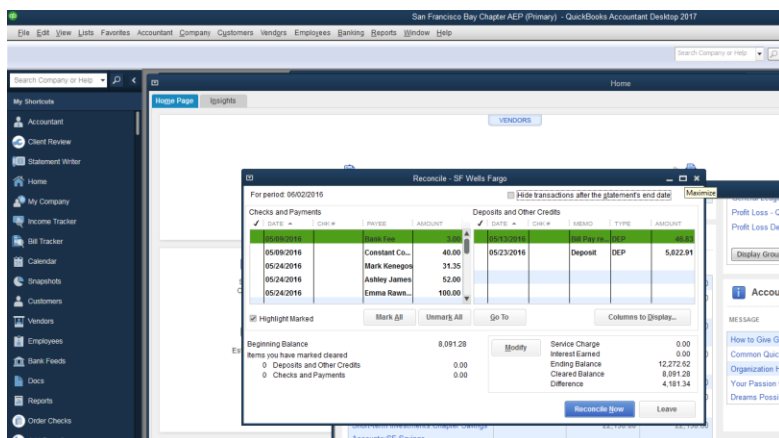 San Francisco Bay Chapter AEP (Primary) - QuickBooks Accountant Desktop 2017
File Edit View Lists Favorites Accountant Company Customers Vendors Employees Banking Reports Window Help
Search Company or Help
Search Company or Help
Home
My Shortcuts
Home Page Insights
Accountant
VENDORS
Client Review
Statement Writer
Home
My Company
Income Tracker
Bill Tracker
Calendar
Snapshots
Customers
Vendors
Employees
Bank Feeds
Docs
Reports
Order Checks
Reconcile - SF Wells Fargo
For period: 06/02/2016
Hide transactions after the statement's end date
Maximize
Checks and Payments
Deposits and Other Credits
DATE CHK # PAYEE AMOUNT
DATE CHK # MEMO TYPE AMOUNT
05/09/2016 Bank Fee 3.00
05/13/2016 Bill Pay re... DEP 46.83
05/09/2016 Constant Co... 40.00
05/23/2016 Deposit DEP 5,022.91
05/24/2016 Mark Kenegos 31.35
05/24/2016 Ashley James 52.00
05/24/2016 Emma Rawn... 100.00
Highlight Marked Mark All Unmark All Go To Columns to Display...
Beginning Balance 8,091.28
Items you have marked cleared
0 Deposits and Other Credits 0.00
0 Checks and Payments 0.00
Modify
Service Charge 0.00
Interest Earned 0.00
Ending Balance 12,272.62
Cleared Balance 8,091.28
Difference 4,181.34
Reconcile Now Leave
Profit Loss - Q
Profit Loss De
Display Grou
Accou
MESSAGE
How to Give G
Common Quic
Organization H
Your Passion
Dreams Possi